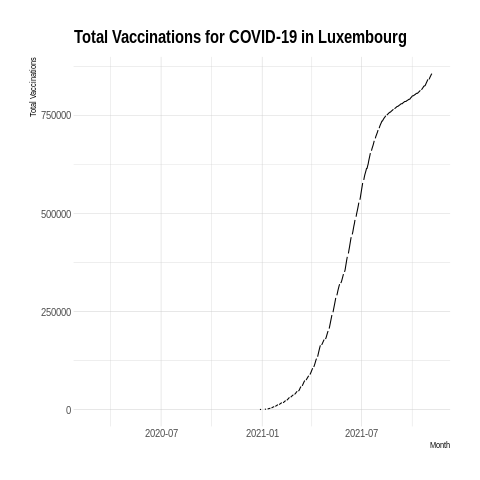 Total Vaccinations for COVID-19 in Luxembourg
Total Vaccinations
750000
500000
250000
0
2020-07
2021-01
2021-07
Month